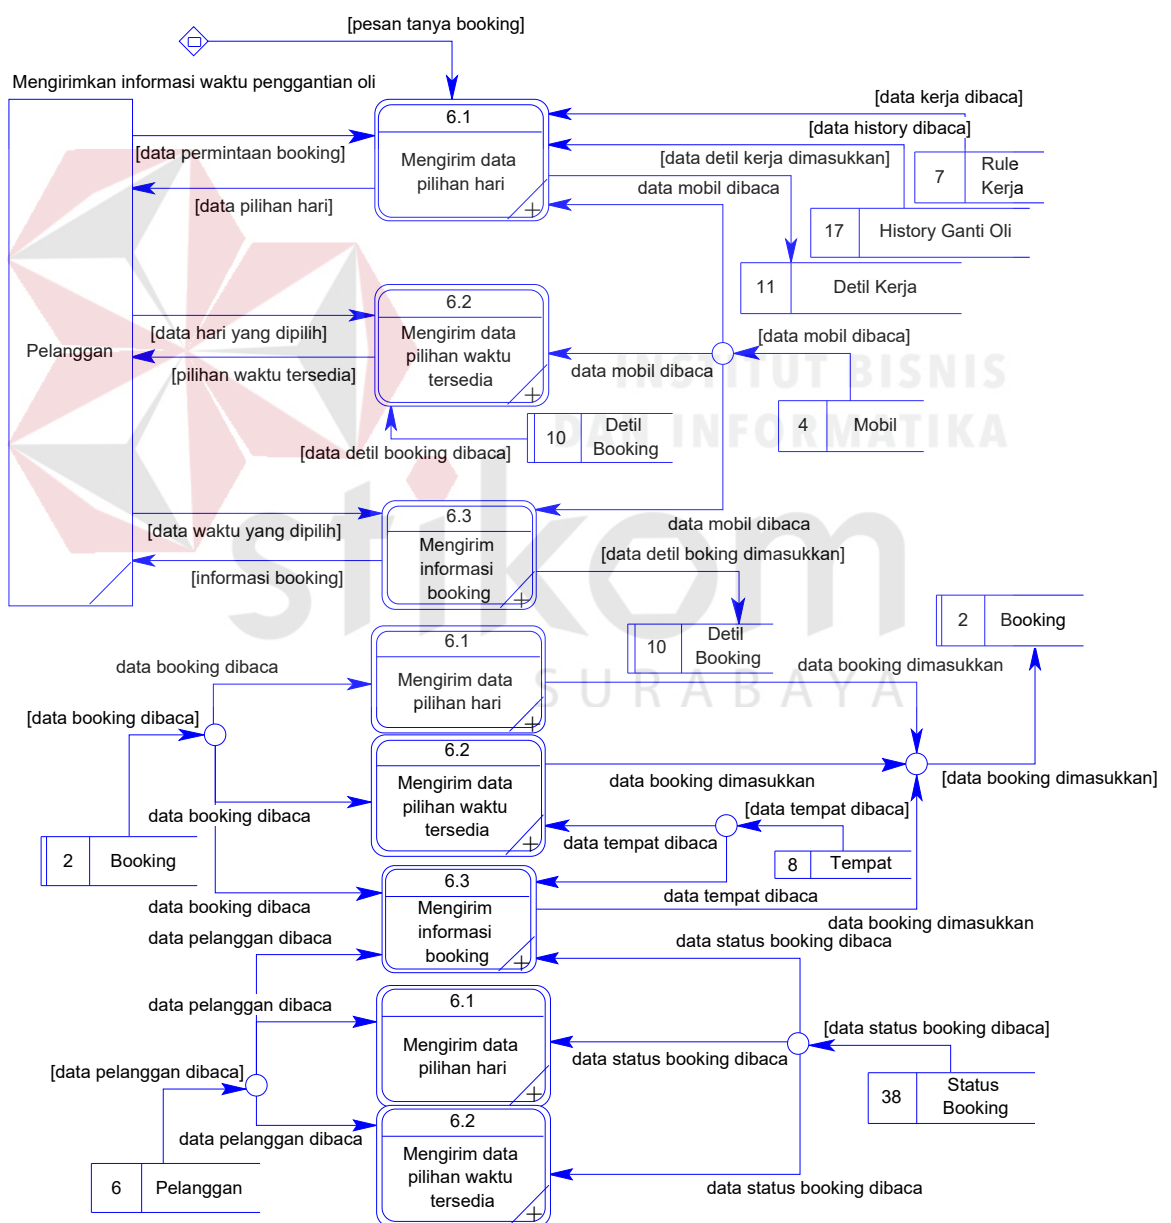 [pesan tanya booking]
Mengirimkan informasi waktu penggantian oli
6.1
[data kerja dibaca]
[data history dibaca]
[data permintaan booking]
Mengirim data
pilihan hari
[data detil kerja dimasukkan]
data mobil dibaca
7
Rule
Kerja
[data pilihan hari]
17
History Ganti Oli
11
Detil Kerja
6.2
[data hari yang dipilih]
Mengirim data
pilihan waktu
tersedia
[data mobil dibaca]
Pelanggan
[pilihan waktu tersedia]
data mobil dibaca
INSTITUT BISNIS
DAN INFORMATIKA
4
Mobil
10
Detil
Booking
[data detil booking dibaca]
6.3
[data waktu yang dipilih]
Mengirim
informasi
booking
data mobil dibaca
[data detil boking dimasukkan]
[informasi booking]
stikom
SURABAYA
2
Booking
10
Detil
Booking
6.1
data booking dibaca
Mengirim data
pilihan hari
data booking dimasukkan
[data booking dibaca]
6.2
Mengirim data
pilihan waktu
tersedia
data booking dimasukkan
[data booking dimasukkan]
data booking dibaca
[data tempat dibaca]
data tempat dibaca
2
Booking
8
Tempat
6.3
data tempat dibaca
data booking dibaca
Mengirim
informasi
booking
data booking dimasukkan
data pelanggan dibaca
data status booking dibaca
6.1
data pelanggan dibaca
Mengirim data
pilihan hari
[data status booking dibaca]
data status booking dibaca
[data pelanggan dibaca]
38
Status
Booking
6.2
data pelanggan dibaca
Mengirim data
pilihan waktu
tersedia
6
Pelanggan
data status booking dibaca